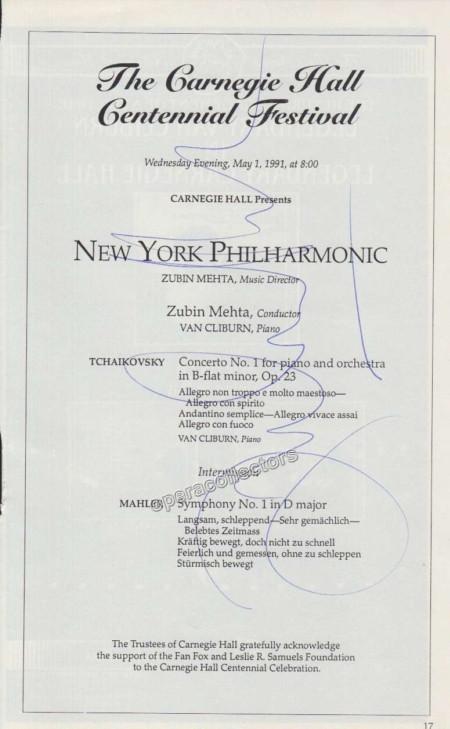 The Carnegie Hall
Centennial Festival
Wednesday Evening, May 1, 1991, at 8:00
CARNEGIE HALL Presents
NEW YORK PHILHARMONIC
ZUBIN MEHTA, Music Director
Zubin Mehta, Conductor
VAN CLIBURN, Piano
TCHAIKOVSKY Concerto No. 1 for piano and orchestra
in B-flat minor, Op. 23
Allegro non troppo e molto maestoso—
Allegro con spirito
Andantino semplice—Allegro vivace assai
Allegro con fuoco
VAN CLIBURN, Piano
Intermission
operacollectors
MAHLER Symphony No. 1 in D major
Langsam, schleppend—Sehr gemächlich—
Belebtes Zeitmass
Kräftig bewegt, doch nicht zu schnell
Feierlich und gemessen, ohne zu schleppen
Stürmisch bewegt
The Trustees of Carnegie Hall gratefully acknowledge
the support of the Fan Fox and Leslie R. Samuels Foundation
to the Carnegie Hall Centennial Celebration.
17